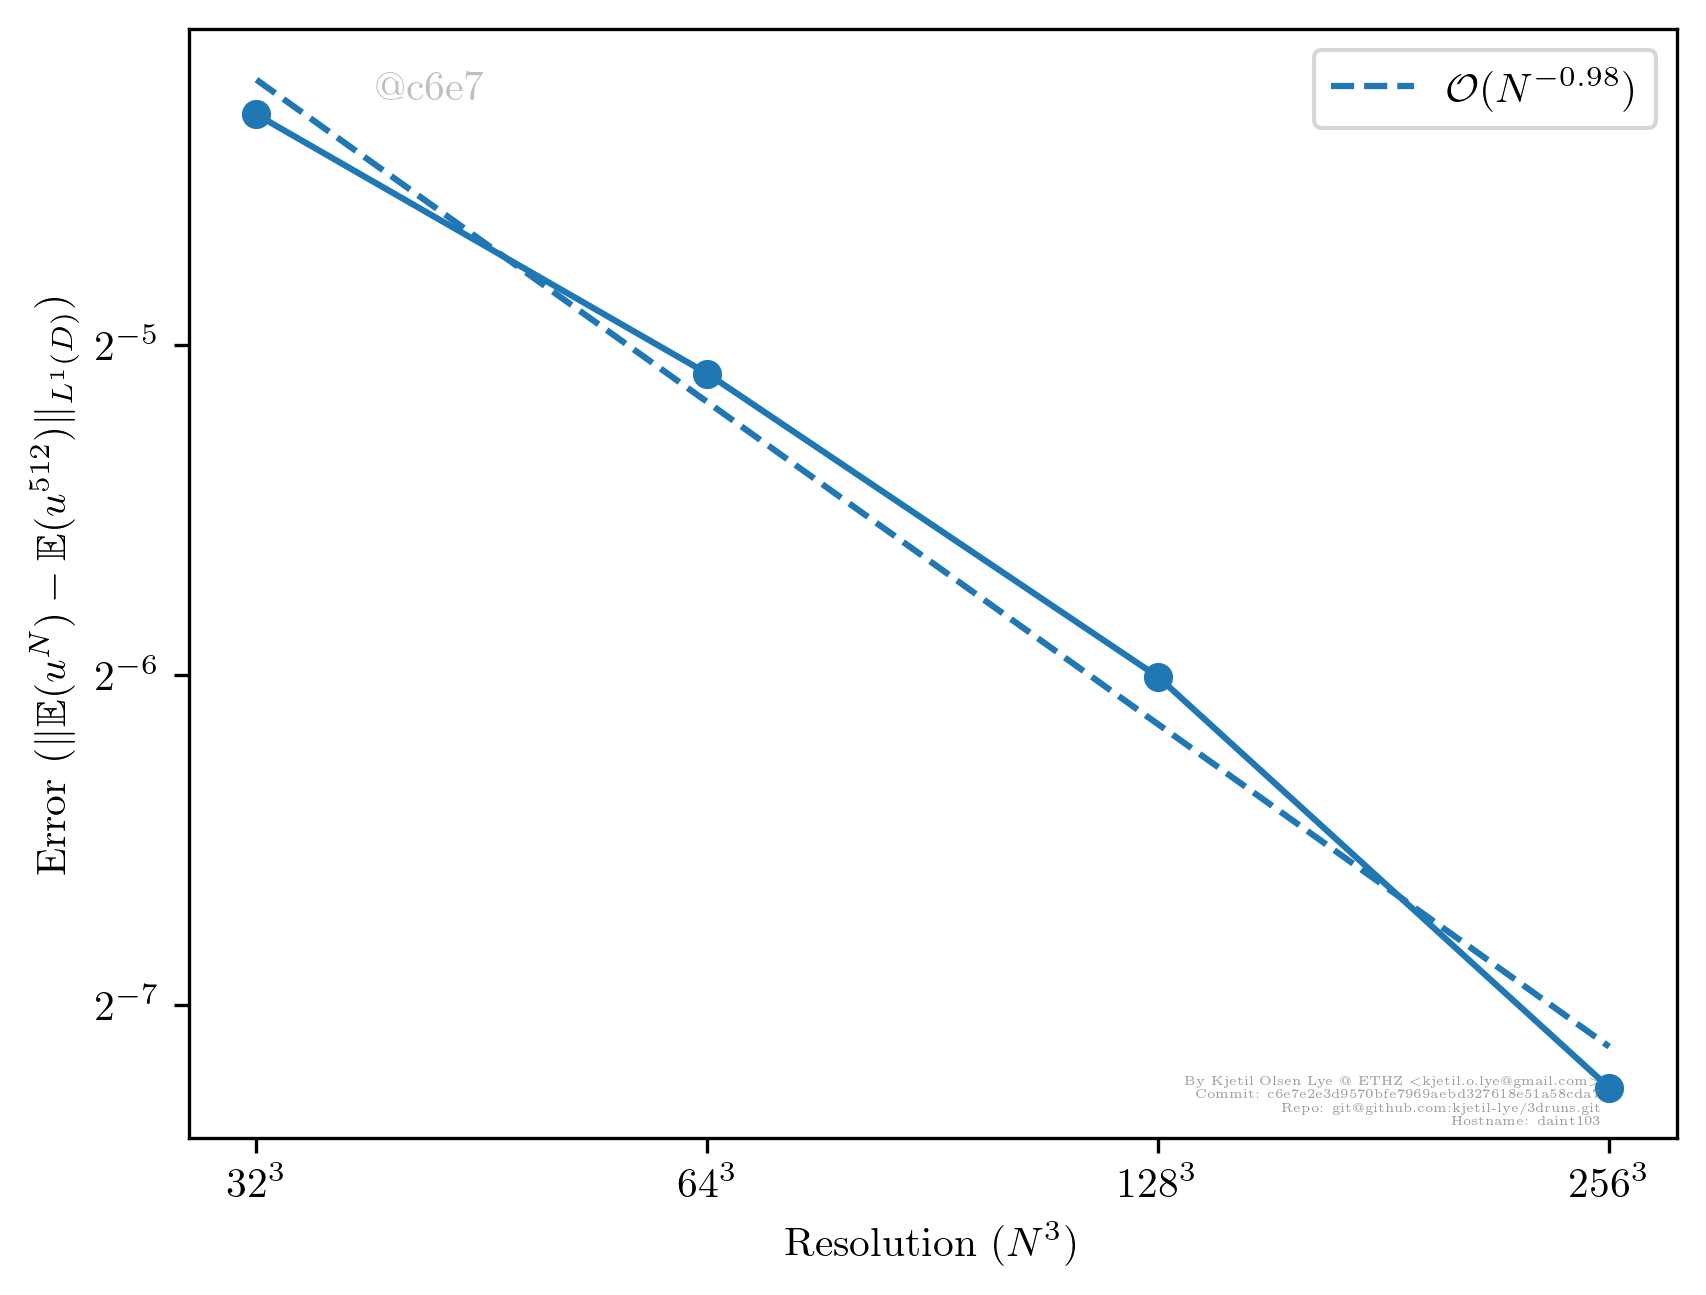 @c6e7
𝒪(N^{-0.98})
Error (||𝔼(u^N) − 𝔼(u^{512})||_{L^1(D)})
2^{-5}
2^{-6}
2^{-7}
By Kjetil Olsen Lye @ ETHZ <kjetil.o.lye@gmail.com>
Commit: c6e7e2e3d9570bfe7969aebd327618e51a58cda7
Repo: git@github.com:kjetil-lye/3druns.git
Hostname: daint103
32^3 64^3 128^3 256^3
Resolution (N^3)